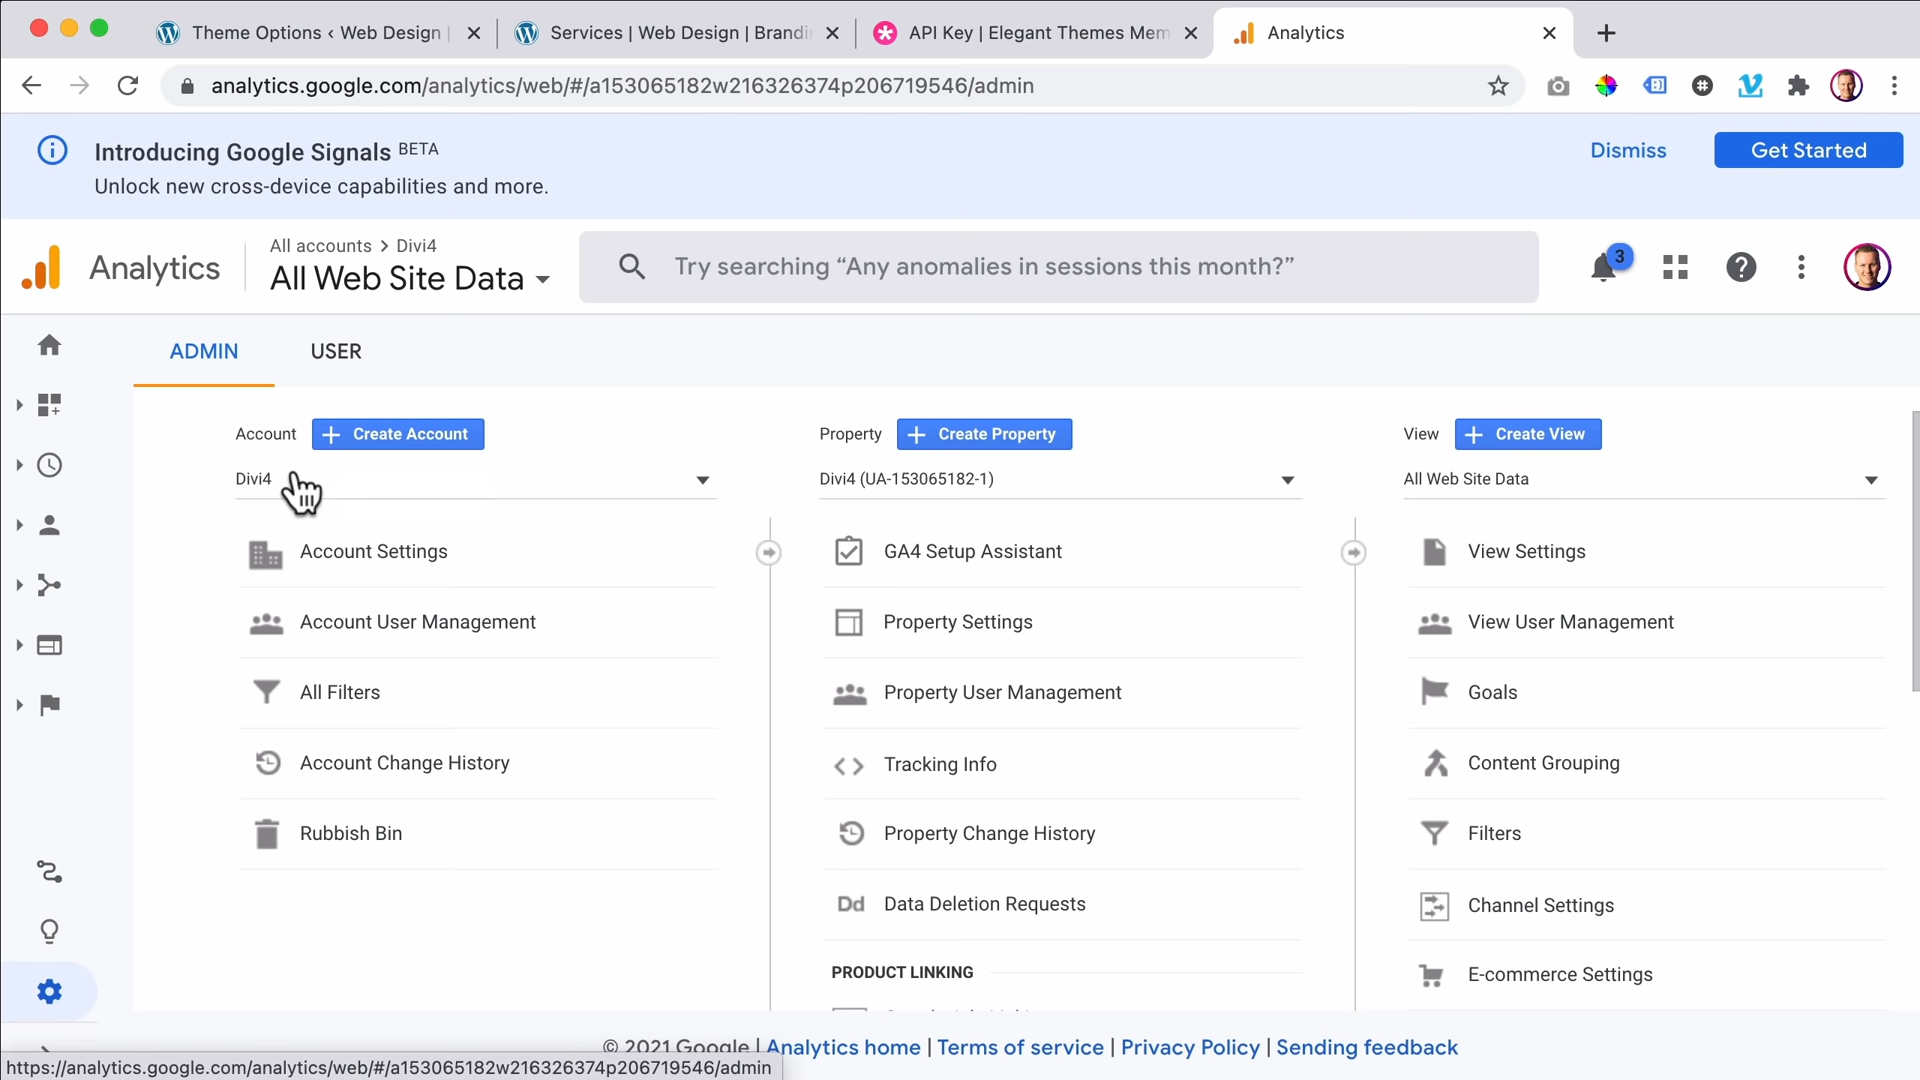 Theme Options ‹ Web Design |
Services | Web Design | Brandi
API Key | Elegant Themes Mem
Analytics
analytics.google.com/analytics/web/#/a153065182w216326374p206719546/admin
Introducing Google Signals BETA
Unlock new cross-device capabilities and more.
Dismiss
Get Started
Analytics
All accounts > Divi4
All Web Site Data
Try searching “Any anomalies in sessions this month?”
3
ADMIN
USER
Account
Create Account
Divi4
Account Settings
Account User Management
All Filters
Account Change History
Rubbish Bin
Property
Create Property
Divi4 (UA-153065182-1)
GA4 Setup Assistant
Property Settings
Property User Management
Tracking Info
Property Change History
Dd Data Deletion Requests
PRODUCT LINKING
View
Create View
All Web Site Data
View Settings
View User Management
Goals
Content Grouping
Filters
Channel Settings
E-commerce Settings
© 2021 Google | Analytics home | Terms of service | Privacy Policy | Sending feedback
https://analytics.google.com/analytics/web/#/a153065182w216326374p206719546/admin